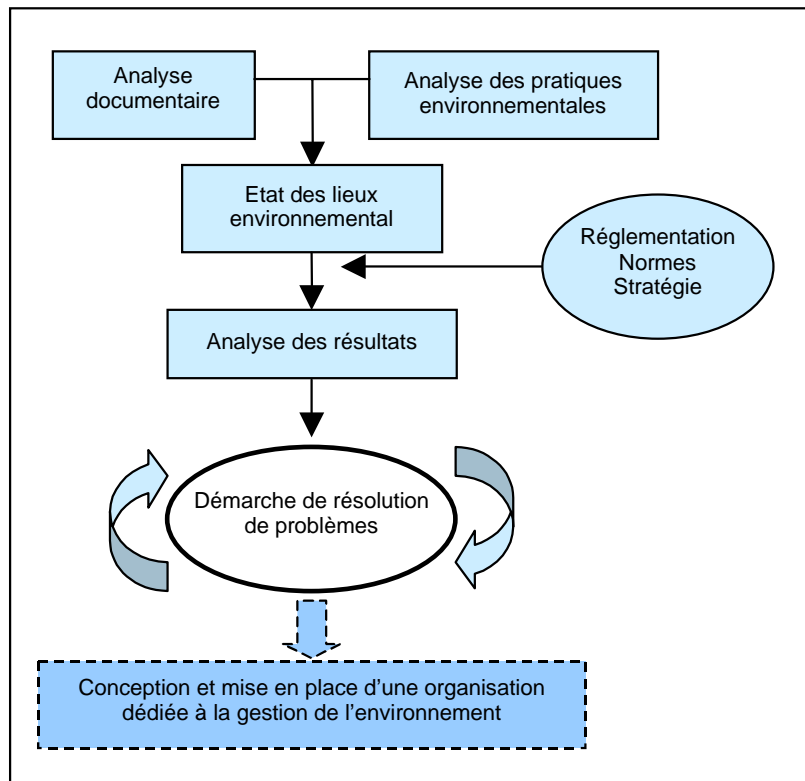 Analyse
documentaire
Analyse des pratiques
environnementales
Etat des lieux
environnemental
Réglementation
Normes
Stratégie
Analyse des résultats
Démarche de résolution
de problèmes
Conception et mise en place d’une organisation
dédiée à la gestion de l’environnement